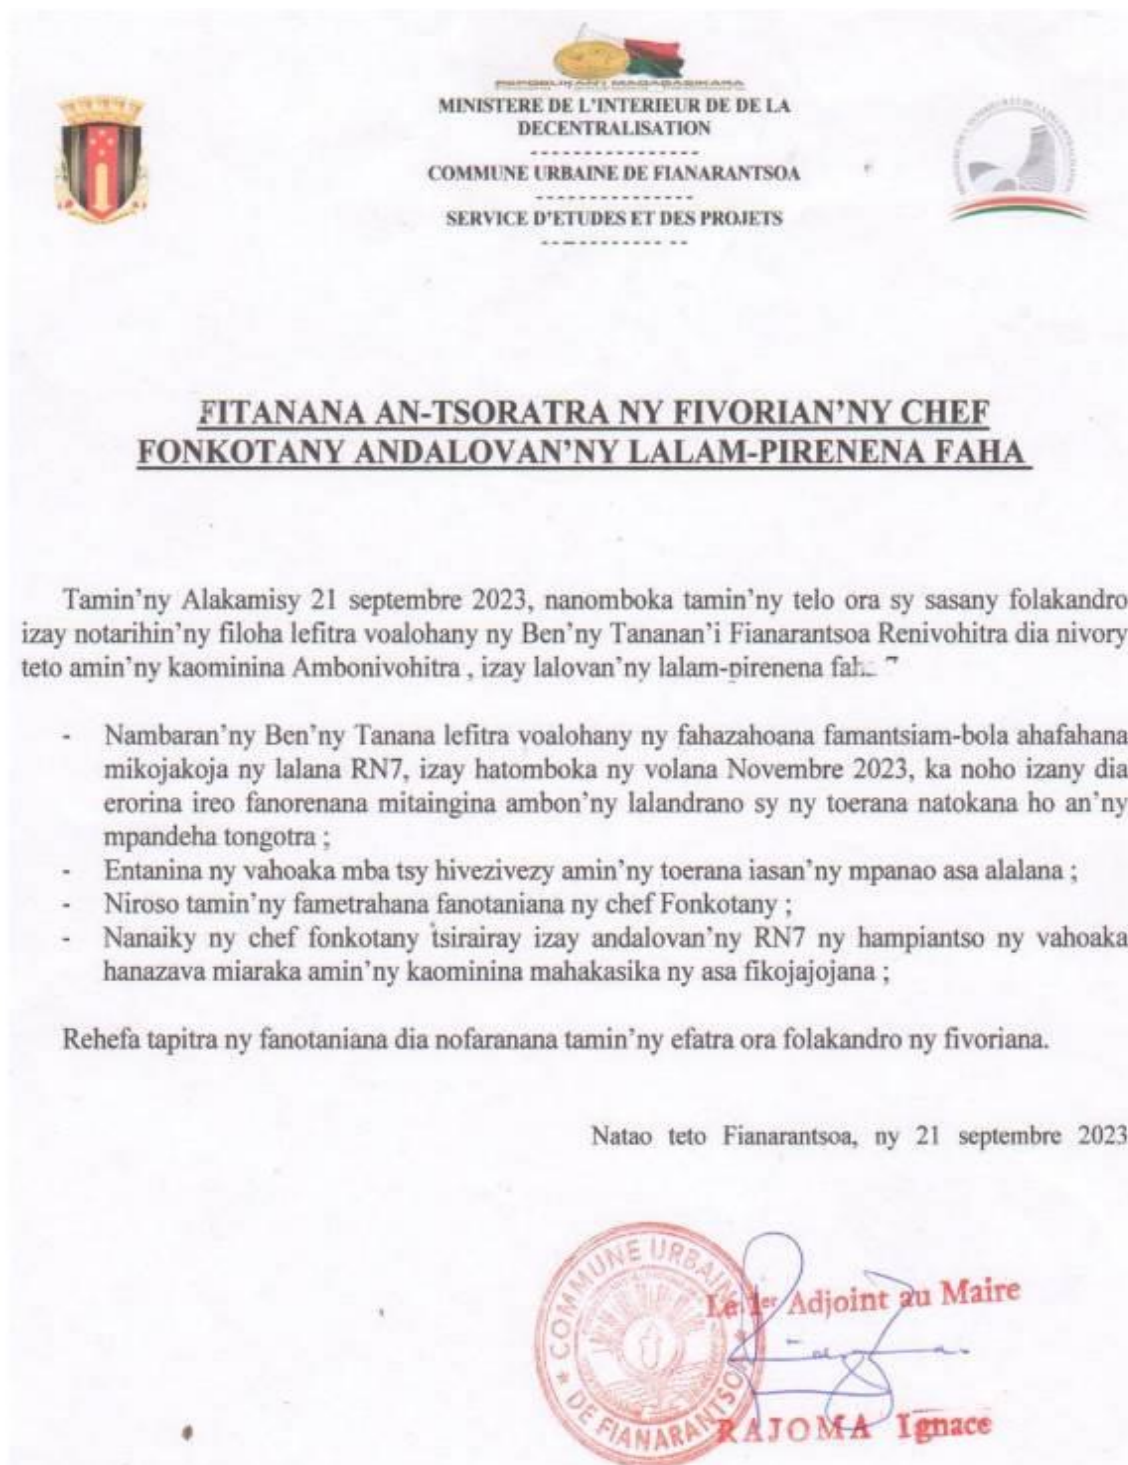 REPOBLIKAN'I MADAGASIKARA
MINISTERE DE L'INTERIEUR DE DE LA
DECENTRALISATION
----------------
COMMUNE URBAINE DE FIANARANTSOA
---------------
SERVICE D'ETUDES ET DES PROJETS
----------- --
FITANANA AN-TSORATRA NY FIVORIAN'NY CHEF
FONKOTANY ANDALOVAN'NY LALAM-PIRENENA FAHA
Tamin'ny Alakamisy 21 septembre 2023, nanomboka tamin'ny telo ora sy sasany folakandro
izay notarihin'ny filoha lefitra voalohany ny Ben'ny Tananan'i Fianarantsoa Renivohitra dia nivory
teto amin'ny kaominina Ambonivohitra , izay lalovan'ny lalam-pirenena faha 7
- Nambaran'ny Ben'ny Tanana lefitra voalohany ny fahazahoana famantsiam-bola ahafahana
mikojakoja ny lalana RN7, izay hatomboka ny volana Novembre 2023, ka noho izany dia
erorina ireo fanorenana mitaingina ambon'ny lalandrano sy ny toerana natokana ho an'ny
mpandeha tongotra ;
- Entanina ny vahoaka mba tsy hivezivezy amin'ny toerana iasan'ny mpanao asa alalana ;
- Niroso tamin'ny fametrahana fanotaniana ny chef Fonkotany ;
- Nanaiky ny chef fonkotany tsirairay izay andalovan'ny RN7 ny hampiantso ny vahoaka
hanazava miaraka amin'ny kaominina mahakasika ny asa fikojajojana ;
Rehefa tapitra ny fanotaniana dia nofaranana tamin'ny efatra ora folakandro ny fivoriana.
Natao teto Fianarantsoa, ny 21 septembre 2023
COMMUNE URBAINE
DE FIANARANTSOA
Le 1er Adjoint au Maire
RAJOMA Ignace